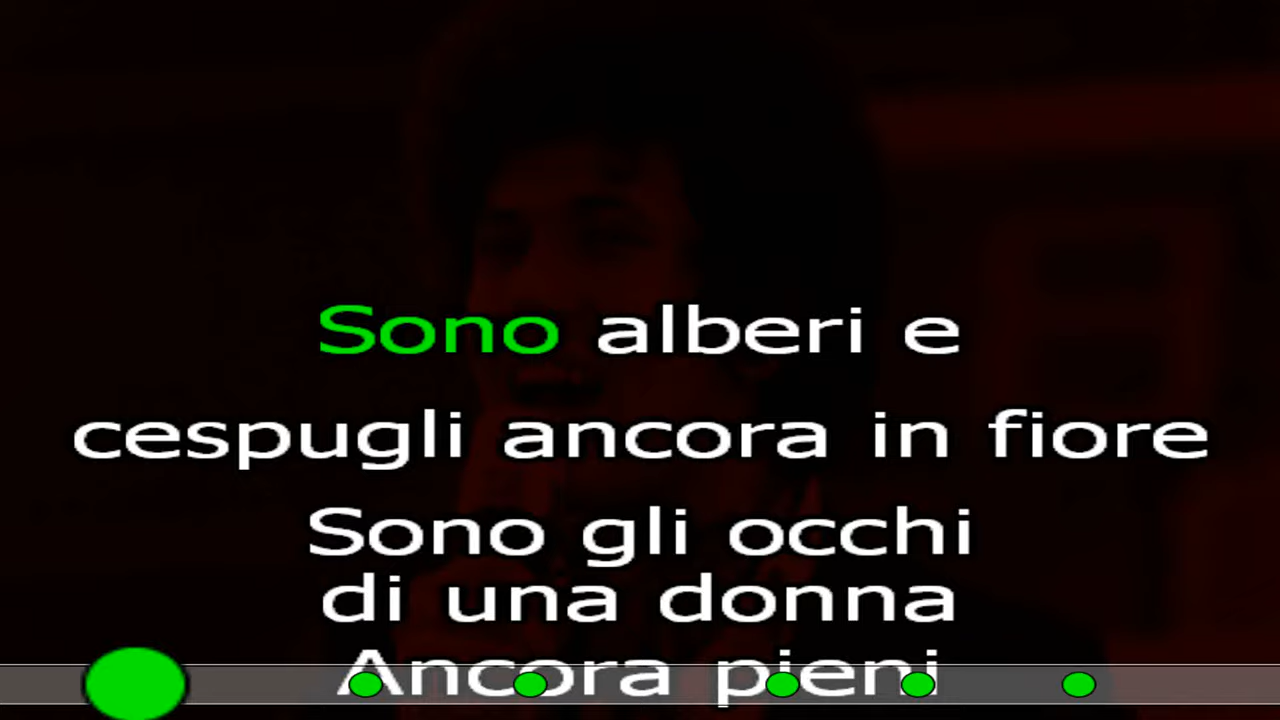 Sono alberi e
cespugli ancora in fiore
Sono gli occhi
di una donna
Ancora pieni